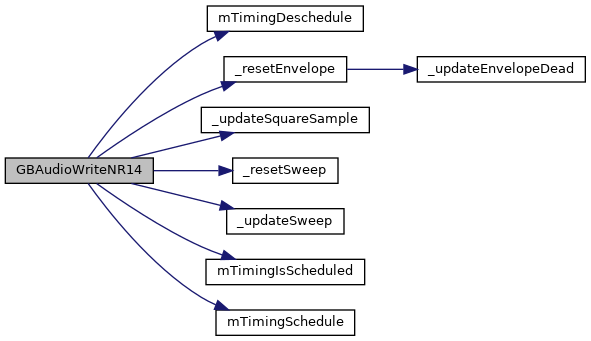 mTimingDeschedule
_resetEnvelope
_updateEnvelopeDead
_updateSquareSample
GBAudioWriteNR14
_resetSweep
_updateSweep
mTimingIsScheduled
mTimingSchedule